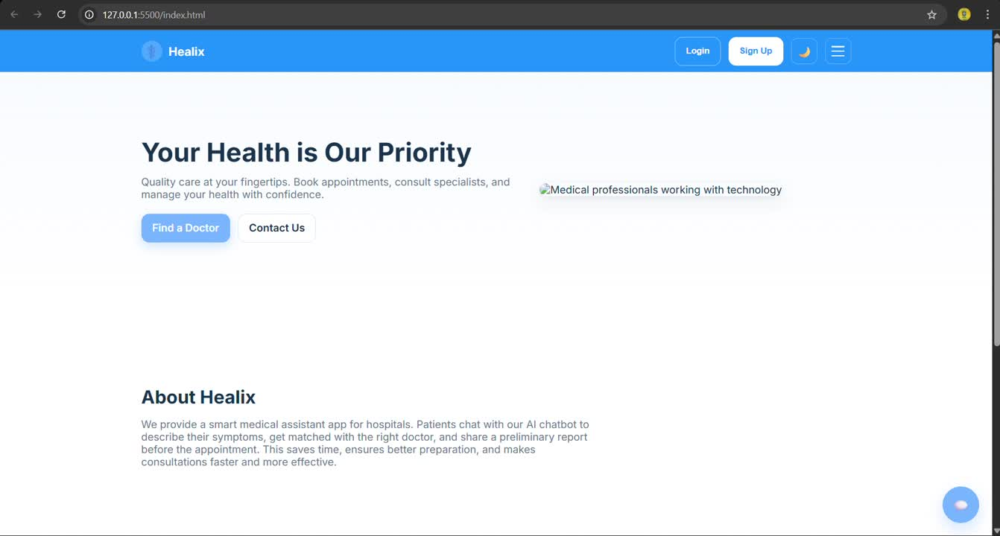 127.0.0.1:5500/index.html
Healix
Login
Sign Up
Your Health is Our Priority
Quality care at your fingertips. Book appointments, consult specialists, and
manage your health with confidence.
Medical professionals working with technology
Find a Doctor
Contact Us
About Healix
We provide a smart medical assistant app for hospitals. Patients chat with our AI chatbot to
describe their symptoms, get matched with the right doctor, and share a preliminary report
before the appointment. This saves time, ensures better preparation, and makes
consultations faster and more effective.